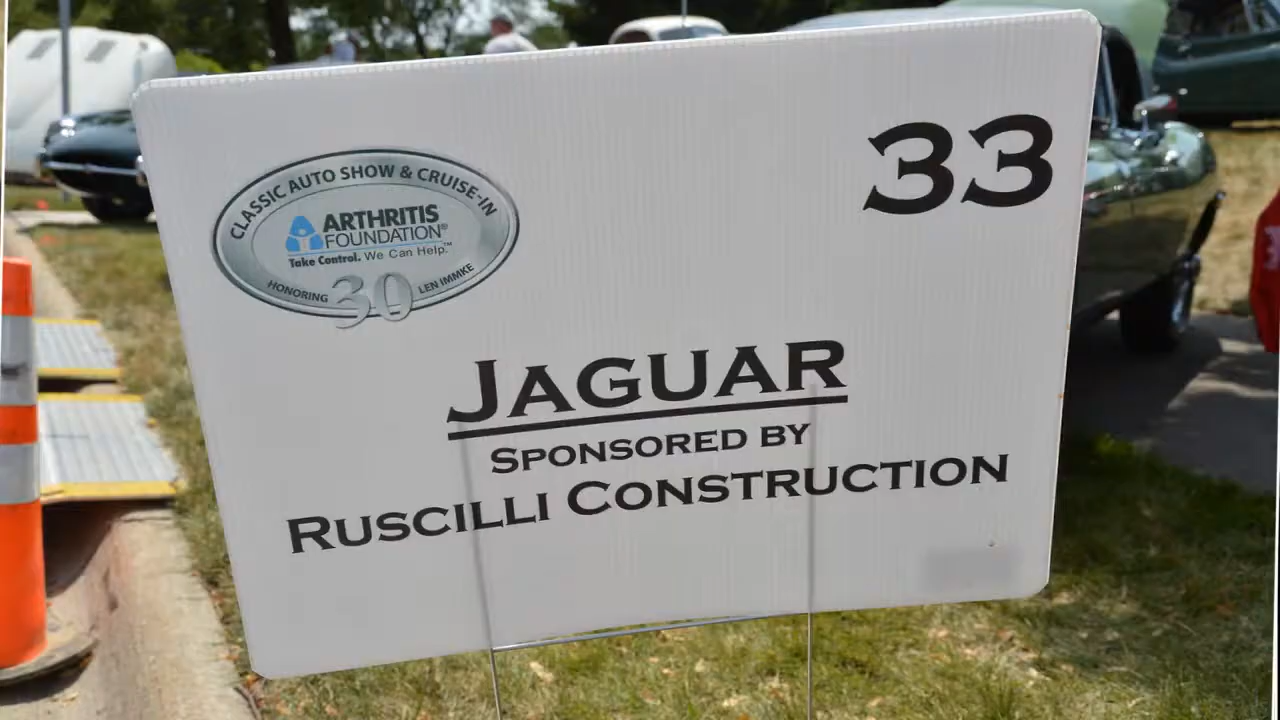 33
CLASSIC AUTO SHOW & CRUISE-IN
ARTHRITIS
FOUNDATION®
Take Control. We Can Help.™
HONORING 30 LEN IMMKE
JAGUAR
SPONSORED BY
RUSCILLI CONSTRUCTION